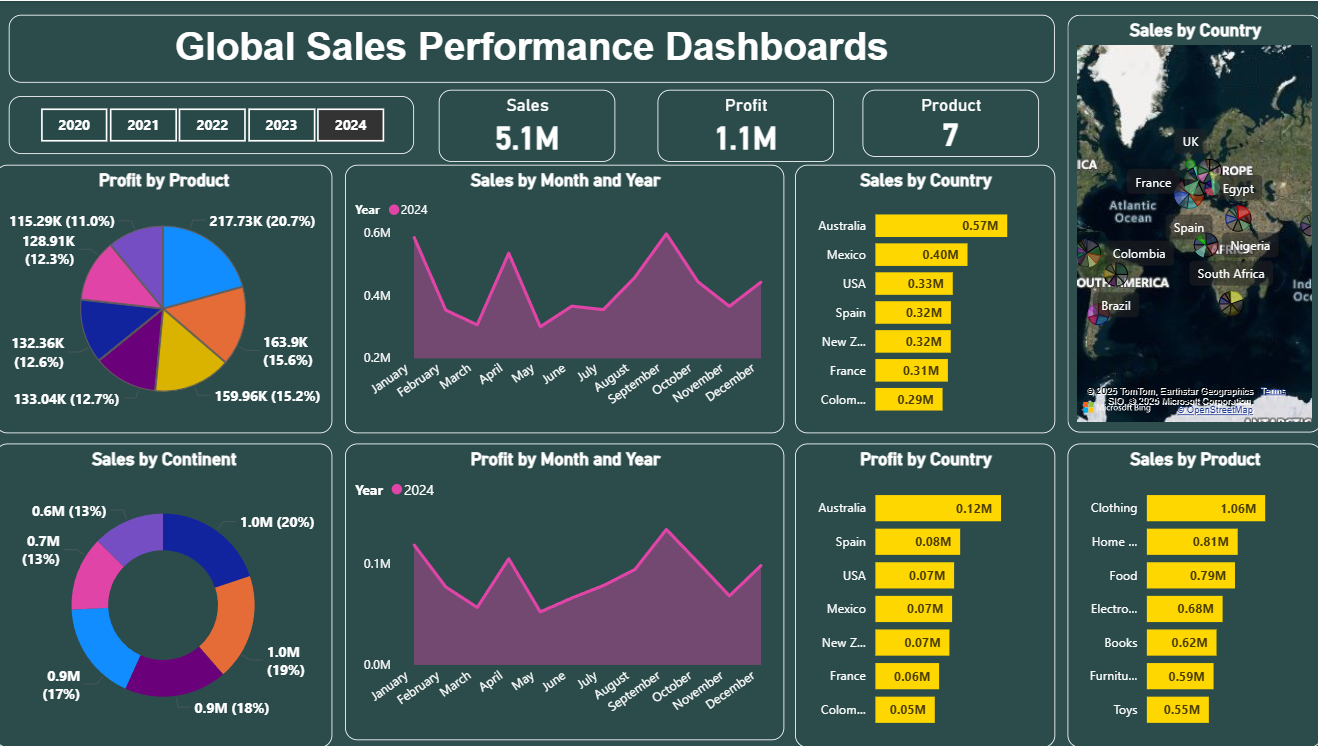 Global Sales Performance Dashboards
2020
2021
2022
2023
2024
Sales
5.1M
Profit
1.1M
Product
7
Sales by Country
UK
ICA
ROPE
France
Egypt
Atlantic
Ocean
Spain
Nigeria
Colombia
South Africa
OUTH AMERICA
Ind
Oc
Brazil
© 2025 TomTom, Earthstar Geographics Terms
SIO, © 2025 Microsoft Corporation,
Microsoft Bing
© OpenStreetMap
Profit by Product
115.29K (11.0%)
217.73K (20.7%)
128.91K
(12.3%)
132.36K
(12.6%)
163.9K
(15.6%)
133.04K (12.7%)
159.96K (15.2%)
Sales by Month and Year
Year
2024
0.6M
0.4M
0.2M
January
February
March
April
May
June
July
August
September
October
November
December
Sales by Country
Australia
0.57M
Mexico
0.40M
USA
0.33M
Spain
0.32M
New Z...
0.32M
France
0.31M
Colom...
0.29M
Sales by Continent
0.6M (13%)
1.0M (20%)
0.7M
(13%)
1.0M
(19%)
0.9M
(17%)
0.9M (18%)
Profit by Month and Year
Year
2024
0.1M
0.0M
January
February
March
April
May
June
July
August
September
October
November
December
Profit by Country
Australia
0.12M
Spain
0.08M
USA
0.07M
Mexico
0.07M
New Z...
0.07M
France
0.06M
Colom...
0.05M
Sales by Product
Clothing
1.06M
Home ...
0.81M
Food
0.79M
Electro...
0.68M
Books
0.62M
Furnitu...
0.59M
Toys
0.55M